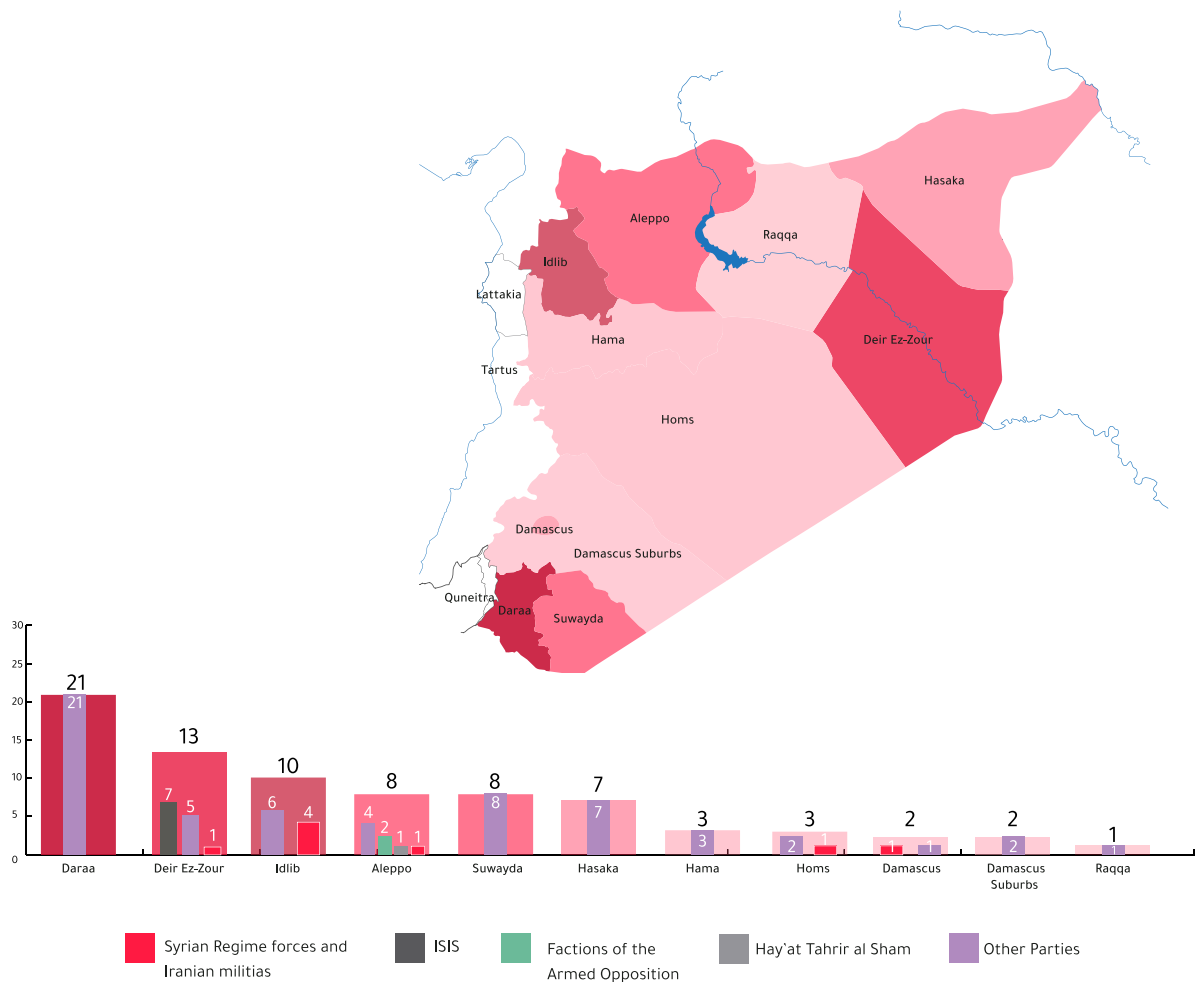 Hasaka
Aleppo
Raqqa
Idlib
Lattakia
Hama
Deir Ez-Zour
Tartus
Homs
Damascus
Damascus Suburbs
Quneitra
Daraa
Suwayda
30
25
20
15
10
5
0
21
21
13
7
5
1
10
6
4
8
4
2
1
1
8
8
7
7
3
3
3
2
1
2
1
1
2
2
1
1
Daraa
Deir Ez-Zour
Idlib
Aleppo
Suwayda
Hasaka
Hama
Homs
Damascus
Damascus
Suburbs
Raqqa
Syrian Regime forces and
Iranian militias
ISIS
Factions of the
Armed Opposition
Hay'at Tahrir al Sham
Other Parties